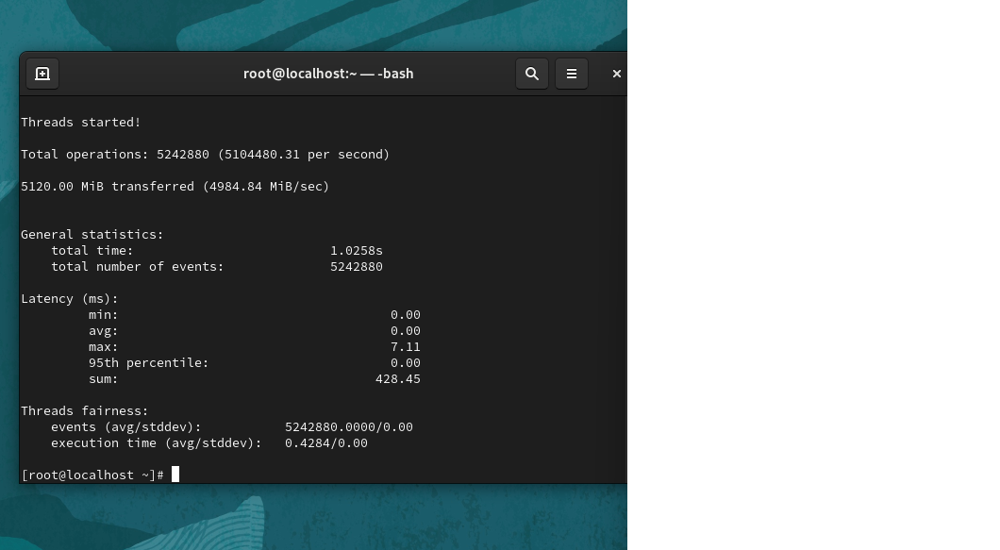 root@localhost:~ — -bash
Threads started!
Total operations: 5242880 (5104480.31 per second)
5120.00 MiB transferred (4984.84 MiB/sec)
General statistics:
total time: 1.0258s
total number of events: 5242880
Latency (ms):
min: 0.00
avg: 0.00
max: 7.11
95th percentile: 0.00
sum: 428.45
Threads fairness:
events (avg/stddev): 5242880.0000/0.00
execution time (avg/stddev): 0.4284/0.00
[root@localhost ~]#